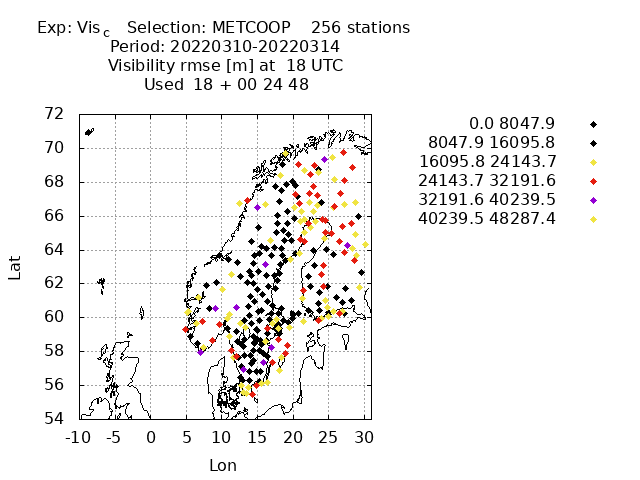 Exp: Vis c Selection: METCOOP 256 stations
Period: 20220310-20220314
Visibility rmse [m] at 18 UTC
Used 18 + 00 24 48
0.0 8047.9
8047.9 16095.8
16095.8 24143.7
24143.7 32191.6
32191.6 40239.5
40239.5 48287.4
72
70
68
66
64
62
60
58
56
54
Lat
-10 -5 0 5 10 15 20 25 30
Lon